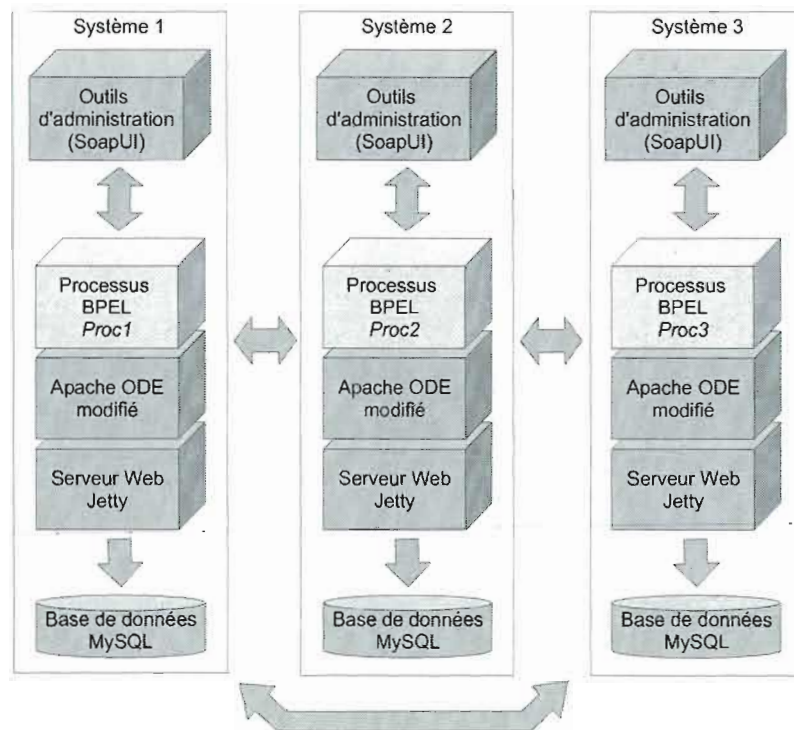 Système 1
Outils
d'administration
(SoapUI)
Processus
BPEL
Proc1
Apache ODE
modifié
Serveur Web
Jetty
Base de données
MySQL
Système 2
Outils
d'administration
(SoapUI)
Processus
BPEL
Proc2
Apache ODE
modifié
Serveur Web
Jetty
Base de données
MySQL
Système 3
Outils
d'administration
(SoapUI)
Processus
BPEL
Proc3
Apache ODE
modifié
Serveur Web
Jetty
Base de données
MySQL